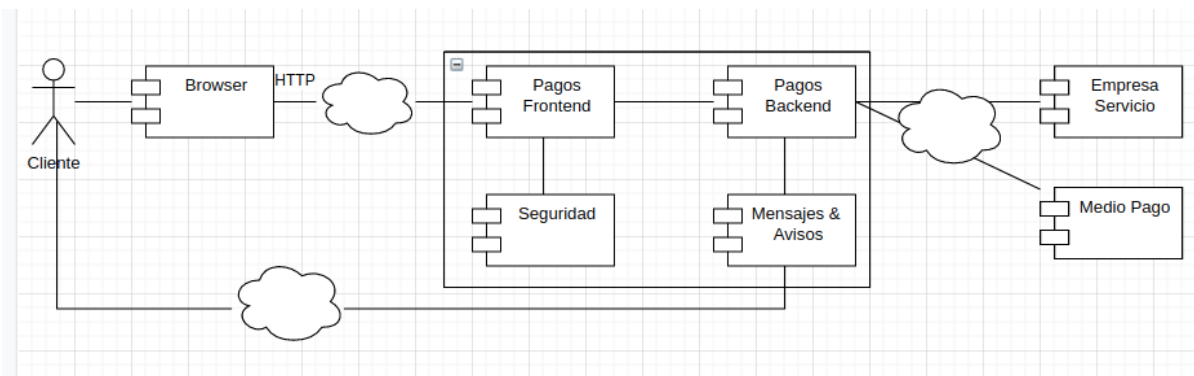 Browser
HTTP
Pagos
Frontend
Pagos
Backend
Empresa
Servicio
Cliente
Seguridad
Mensajes &
Avisos
Medio Pago